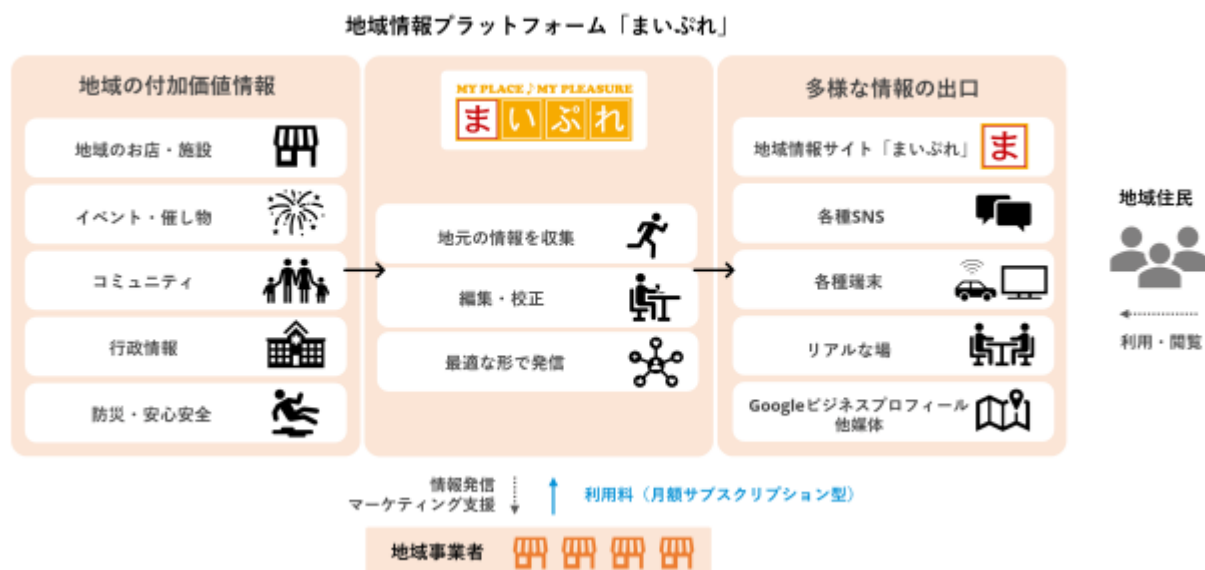 地域情報プラットフォーム「まいぷれ」
地域の付加価値情報
地域のお店・施設
イベント・催し物
コミュニティ
行政情報
防災・安心安全
MY PLACE♪MY PLEASURE
まいぷれ
地元の情報を収集
編集・校正
最適な形で発信
多様な情報の出口
地域情報サイト「まいぷれ」
ま
各種SNS
各種端末
リアルな場
Googleビジネスプロフィール
他媒体
地域住民
利用・閲覧
情報発信
マーケティング支援
利用料（月額サブスクリプション型）
地域事業者